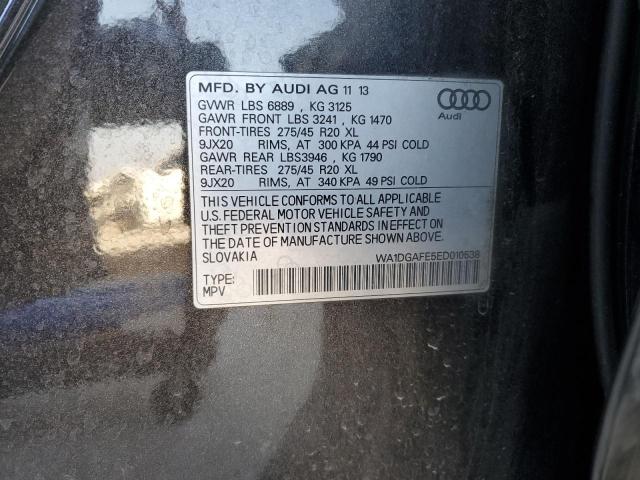 MFD. BY AUDI AG 11 13
GVWR LBS 6889 , KG 3125
GAWR FRONT LBS 3241 , KG 1470
FRONT-TIRES 275/45 R20 XL
9JX20 RIMS, AT 300 KPA 44 PSI COLD
GAWR REAR LBS3946 , KG 1790
REAR-TIRES 275/45 R20 XL
9JX20 RIMS, AT 340 KPA 49 PSI COLD
Audi
THIS VEHICLE CONFORMS TO ALL APPLICABLE
U.S. FEDERAL MOTOR VEHICLE SAFETY AND
THEFT PREVENTION STANDARDS IN EFFECT ON
THE DATE OF MANUFACTURE SHOWN ABOVE.
SLOVAKIA WA1DGAFE5ED010538
TYPE:
MPV